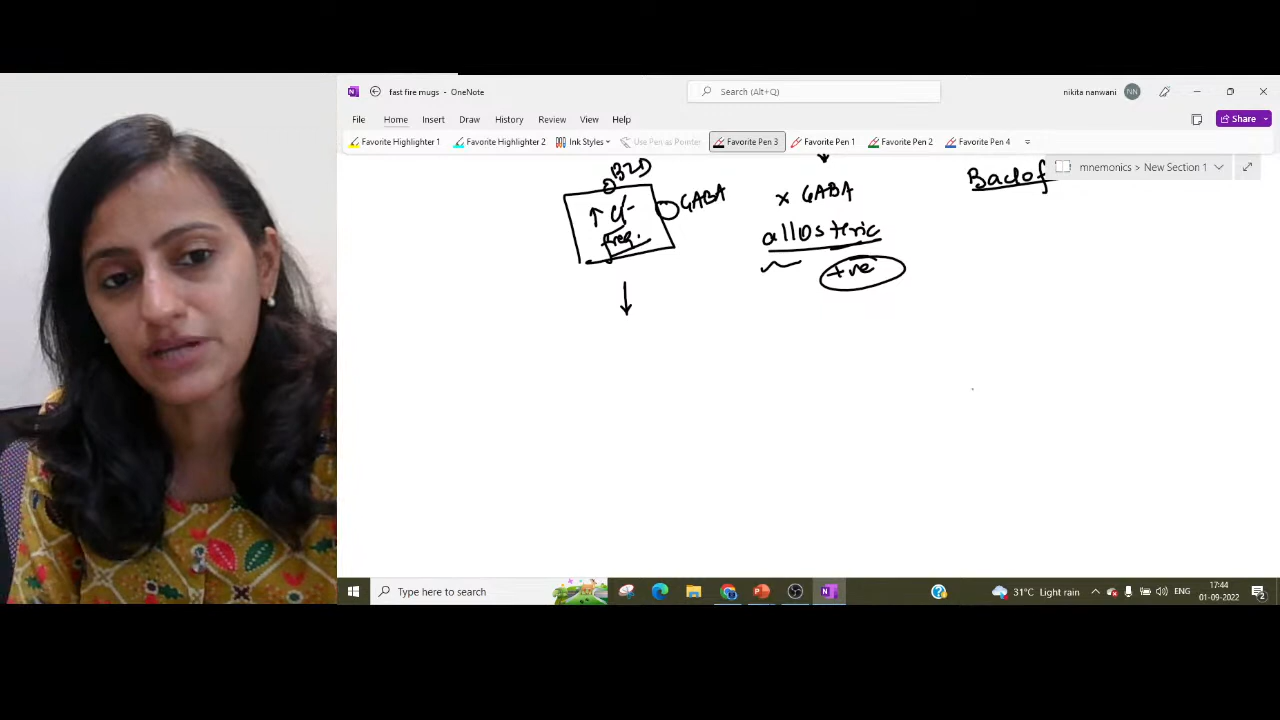 fast fire mugs - OneNote
Search (Alt+Q)
nikita nanwani NN
File Home Insert Draw History Review View Help
Share
Favorite Highlighter 1 Favorite Highlighter 2 Ink Styles Use Pen as Pointer Favorite Pen 3 Favorite Pen 1 Favorite Pen 2 Favorite Pen 4
mnemonics > New Section 1
BZD
GABA
↑ Cl-
freq.
x GABA
allosteric
+ve
Baclof
Type here to search
31°C Light rain
ENG
17:44
01-09-2022
2